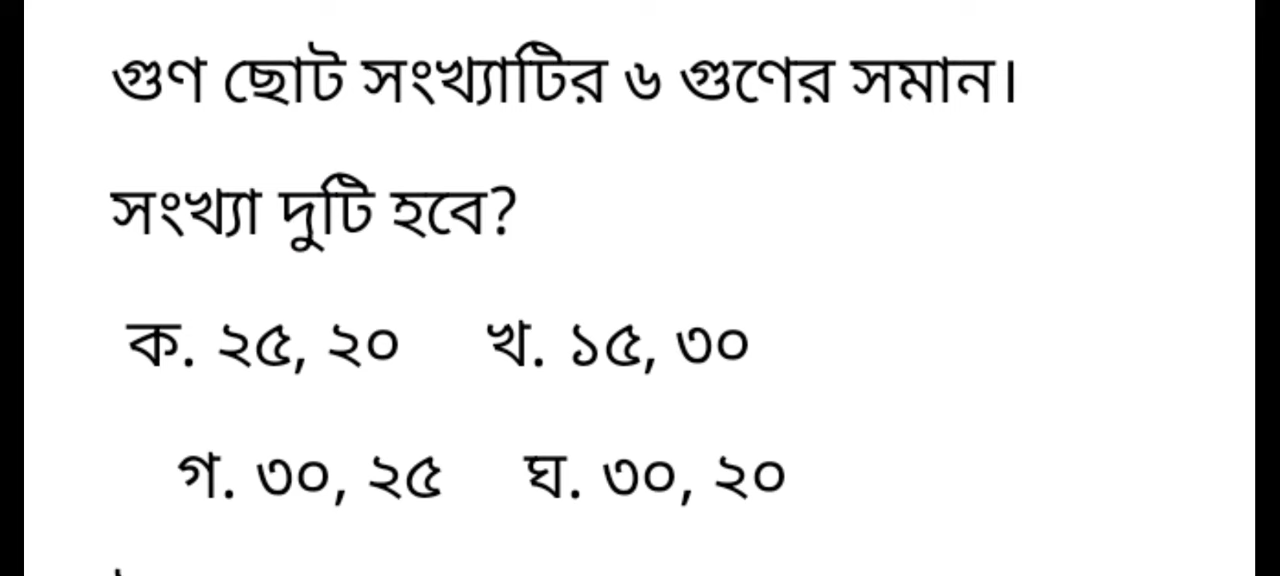 গুণ ছোট সংখ্যাটির ৬ গুণের সমান।
সংখ্যা দুটি হবে?
ক. ২৫, ২০ খ. ১৫, ৩০
গ. ৩০, ২৫ ঘ. ৩০, ২০